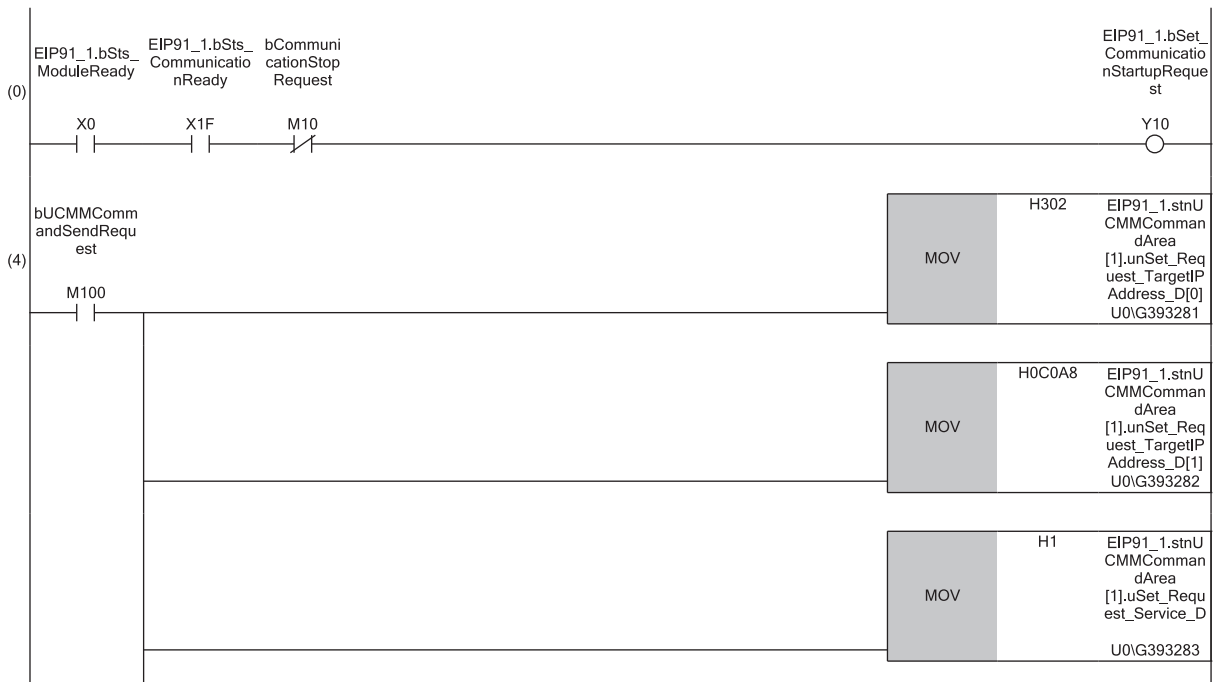 EIP91_1.bSts_
ModuleReady
EIP91_1.bSts_
Communicatio
nReady
bCommuni
cationStop
Request
EIP91_1.bSet_
Communicatio
nStartupReque
st
(0)
X0
X1F
M10
Y10
bUCMMComm
andSendRequ
est
(4)
M100
MOV
H302
EIP91_1.stnU
CMMComman
dArea
[1].unSet_Req
uest_TargetIP
Address_D[0]
U0\G393281
MOV
H0C0A8
EIP91_1.stnU
CMMComman
dArea
[1].unSet_Req
uest_TargetIP
Address_D[1]
U0\G393282
MOV
H1
EIP91_1.stnU
CMMComman
dArea
[1].uSet_Requ
est_Service_D
U0\G393283